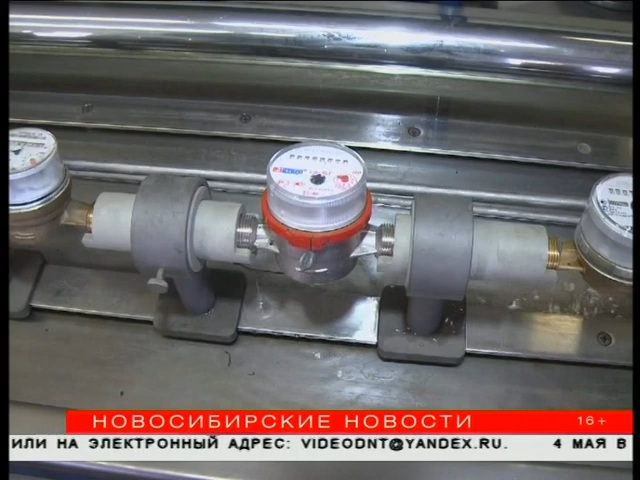 НОВОСИБИРСКИЕ НОВОСТИ 16+
ИЛИ НА ЭЛЕКТРОННЫЙ АДРЕС: VIDEODNT@YANDEX.RU. 4 МАЯ В